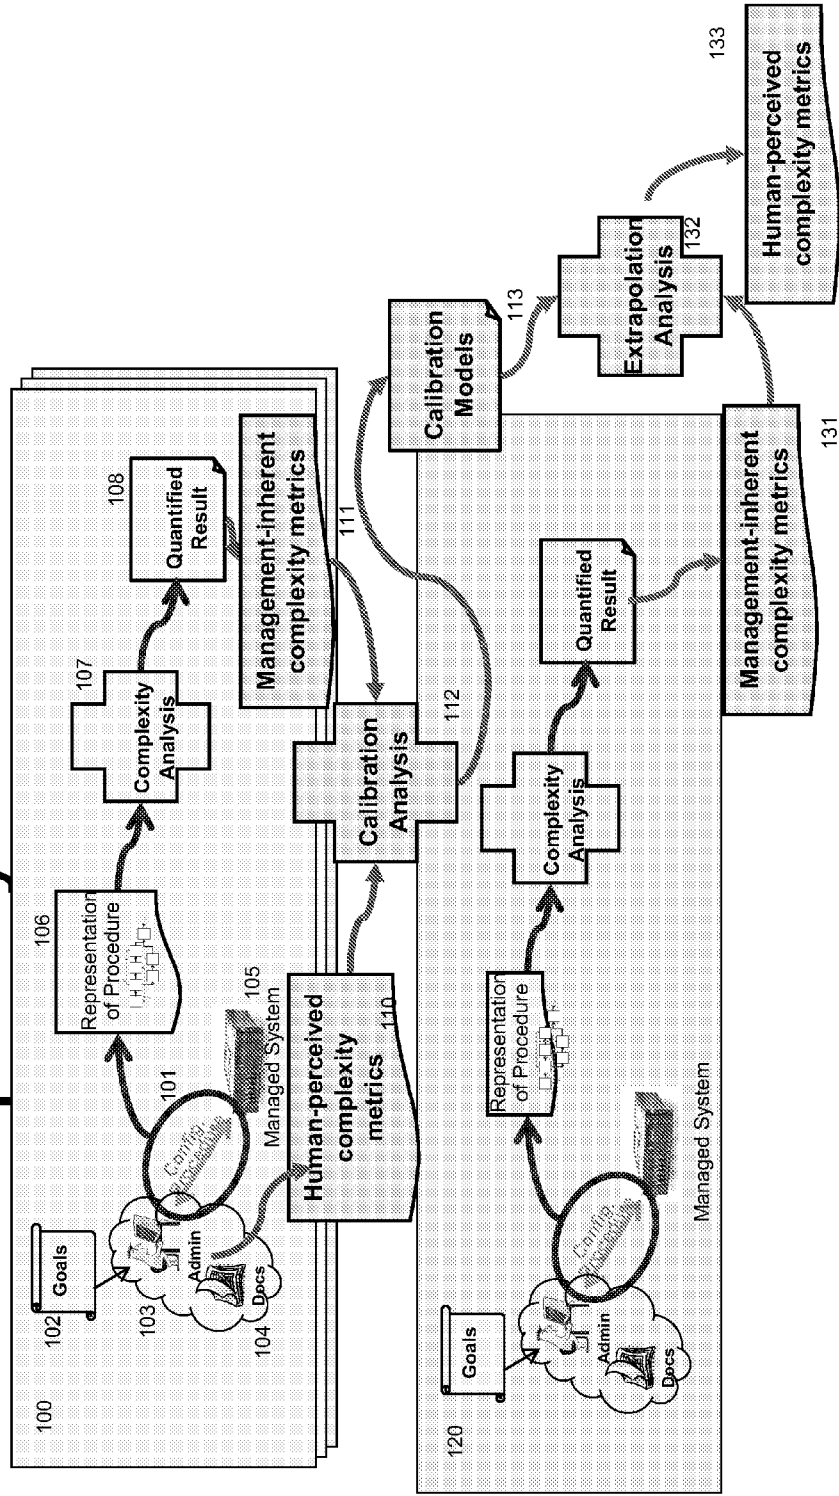 100
102
Goals
103
Admin
104
Docs
Config
101
105
Managed System
106
Representation
of Procedure
107
Complexity
Analysis
108
Quantified
Result
Human-perceived
complexity
metrics
110
Management-inherent
complexity metrics
111
Calibration
Analysis
112
Calibration
Models
113
120
Goals
Admin
Docs
Config
Managed System
Representation
of Procedure
Complexity
Analysis
Quantified
Result
Management-inherent
complexity metrics
131
Extrapolation
Analysis
132
Human-perceived
complexity metrics
133